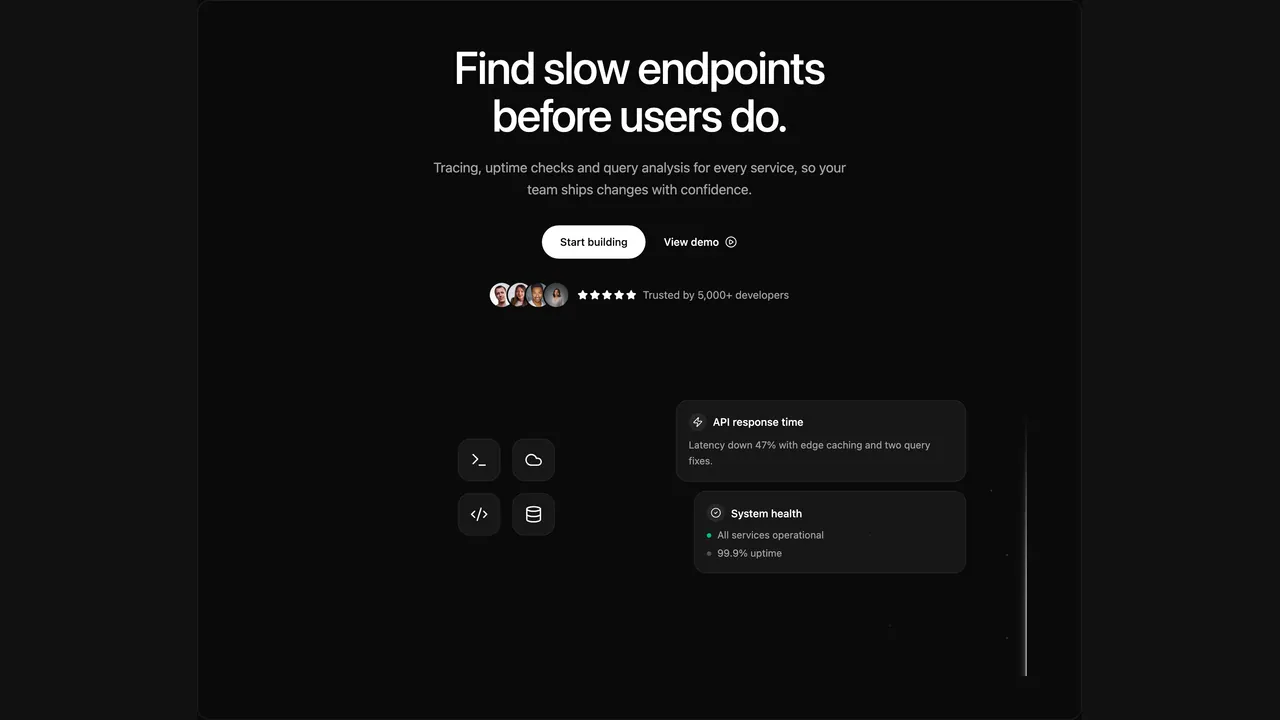 Find slow endpoints
before users do.
Tracing, uptime checks and query analysis for every service, so your
team ships changes with confidence.
Start building
View demo
Trusted by 5,000+ developers
API response time
Latency down 47% with edge caching and two query
fixes.
System health
All services operational
99.9% uptime